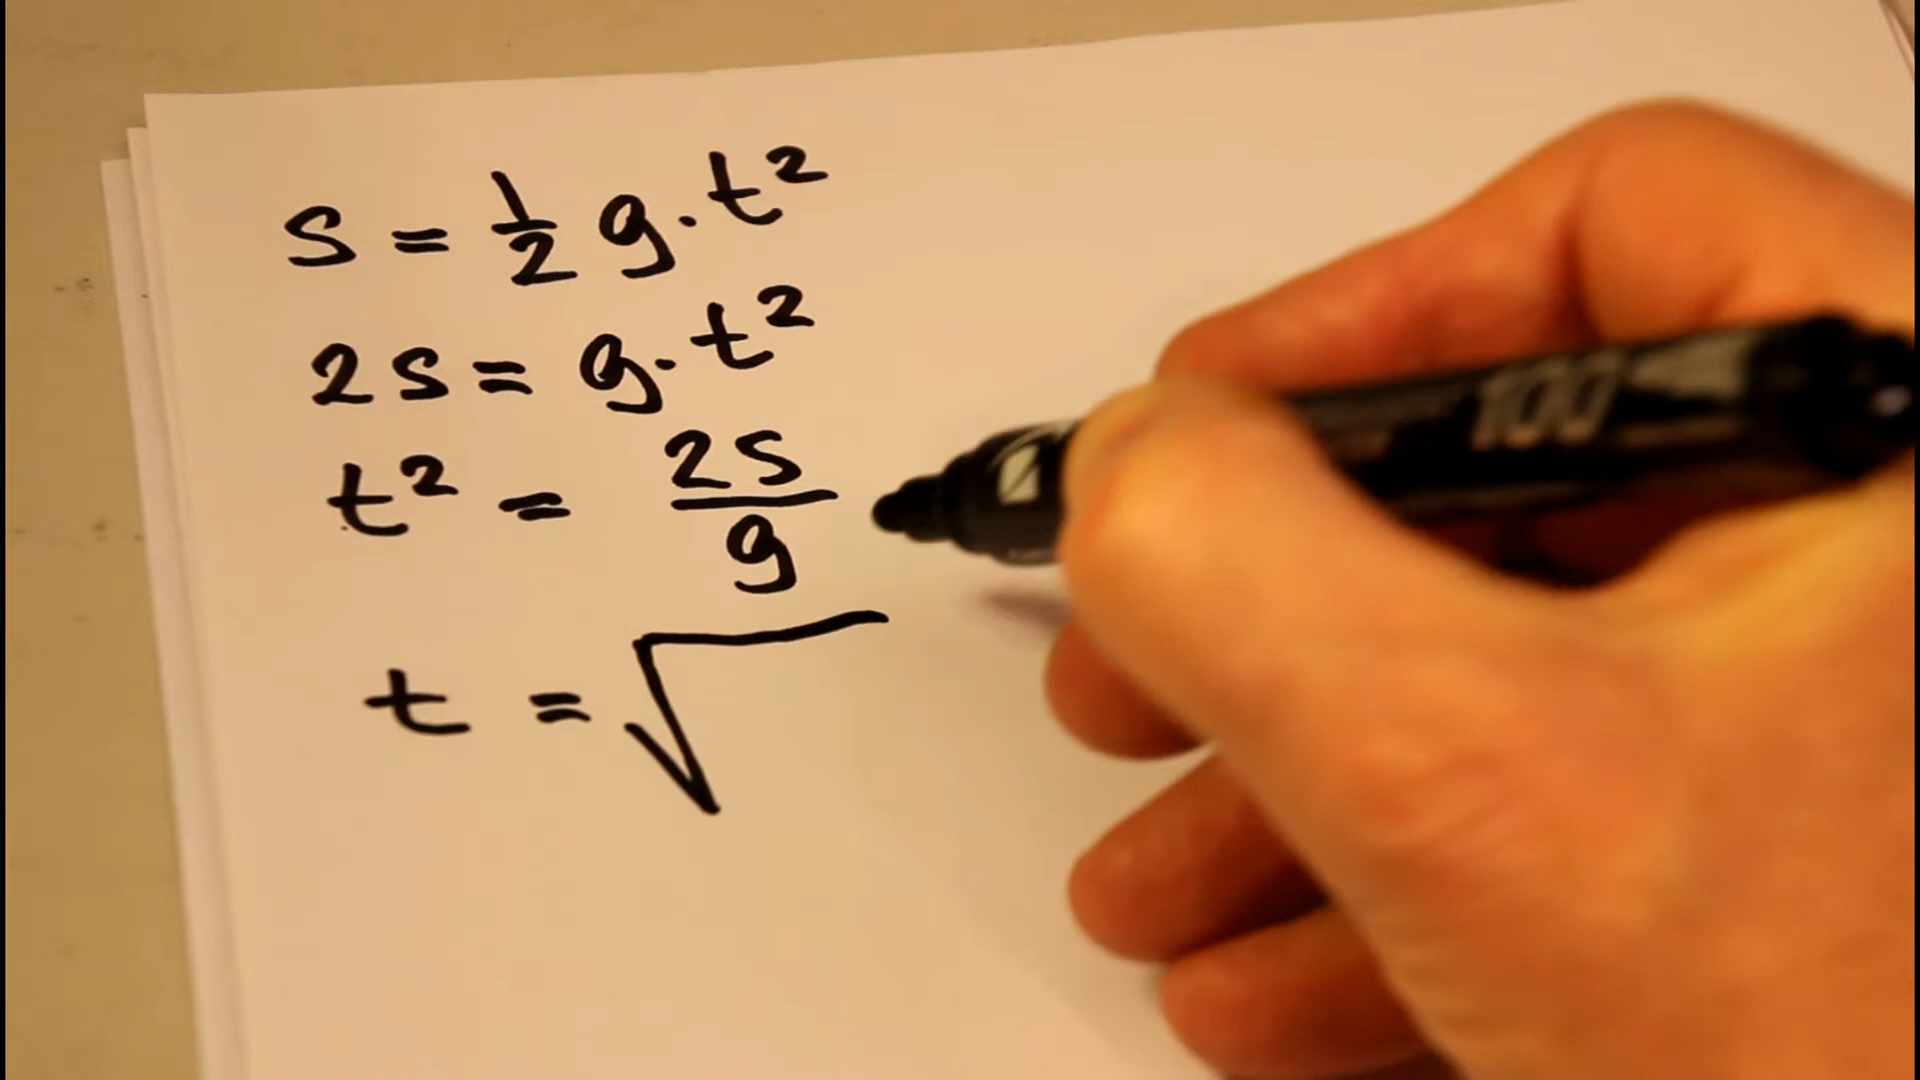 s = 1/2 g · t²
2s = g · t²
t² = 2s/g
t = √
100